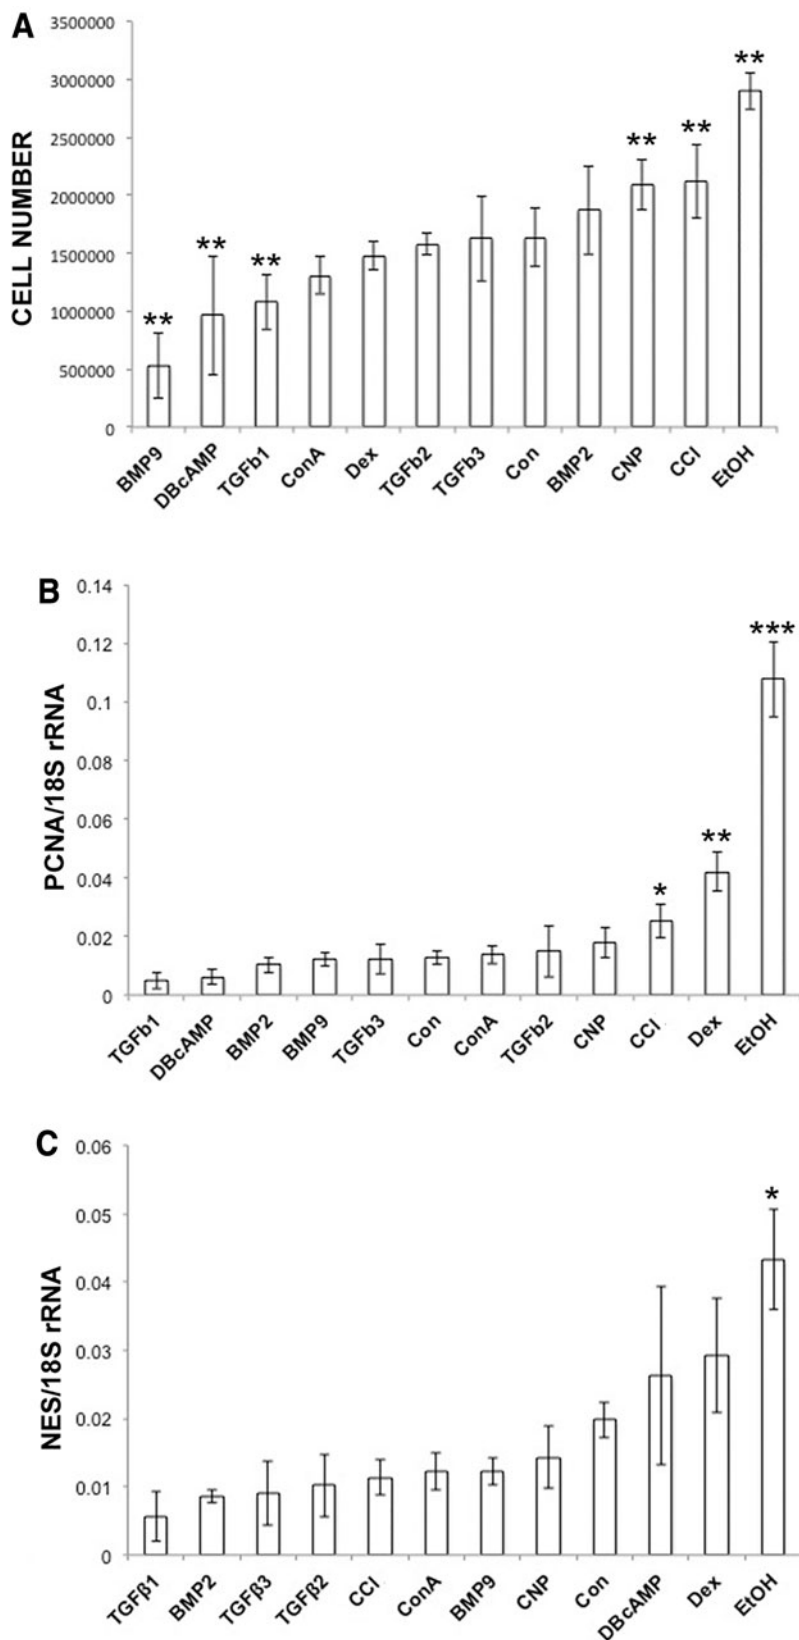 A
CELL NUMBER
3500000
3000000
2500000
2000000
1500000
1000000
500000
0
** ** ** ** ** **
BMP9 DBcAMP TGFb1 ConA Dex TGFb2 TGFb3 Con BMP2 CNP CCI EtOH
B
PCNA/18S rRNA
0.14
0.12
0.1
0.08
0.06
0.04
0.02
0
* ** ***
TGFb1 DBcAMP BMP2 BMP9 TGFb3 Con ConA TGFb2 CNP CCI Dex EtOH
C
NES/18S rRNA
0.06
0.05
0.04
0.03
0.02
0.01
0
*
TGFβ1 BMP2 TGFβ3 TGFβ2 CCI ConA BMP9 CNP Con DBcAMP Dex EtOH